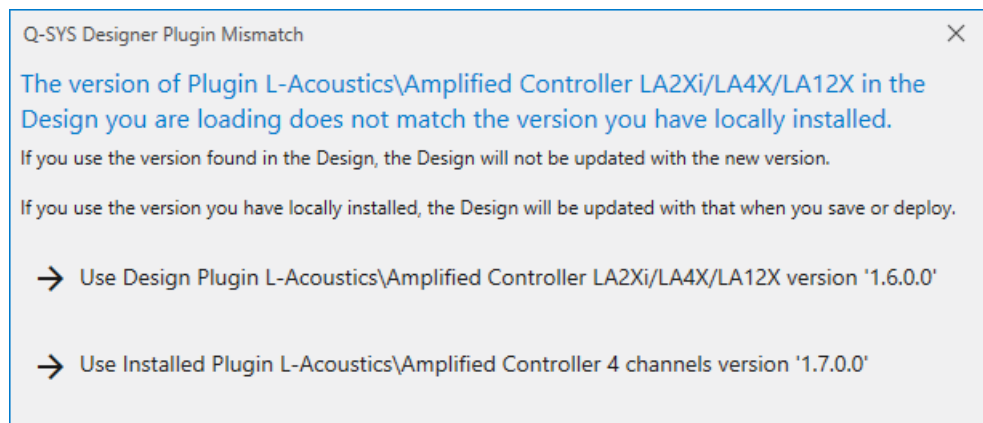 Q-SYS Designer Plugin Mismatch
The version of Plugin L-Acoustics\Amplified Controller LA2Xi/LA4X/LA12X in the
Design you are loading does not match the version you have locally installed.
If you use the version found in the Design, the Design will not be updated with the new version.
If you use the version you have locally installed, the Design will be updated with that when you save or deploy.
Use Design Plugin L-Acoustics\Amplified Controller LA2Xi/LA4X/LA12X version '1.6.0.0'
Use Installed Plugin L-Acoustics\Amplified Controller 4 channels version '1.7.0.0'